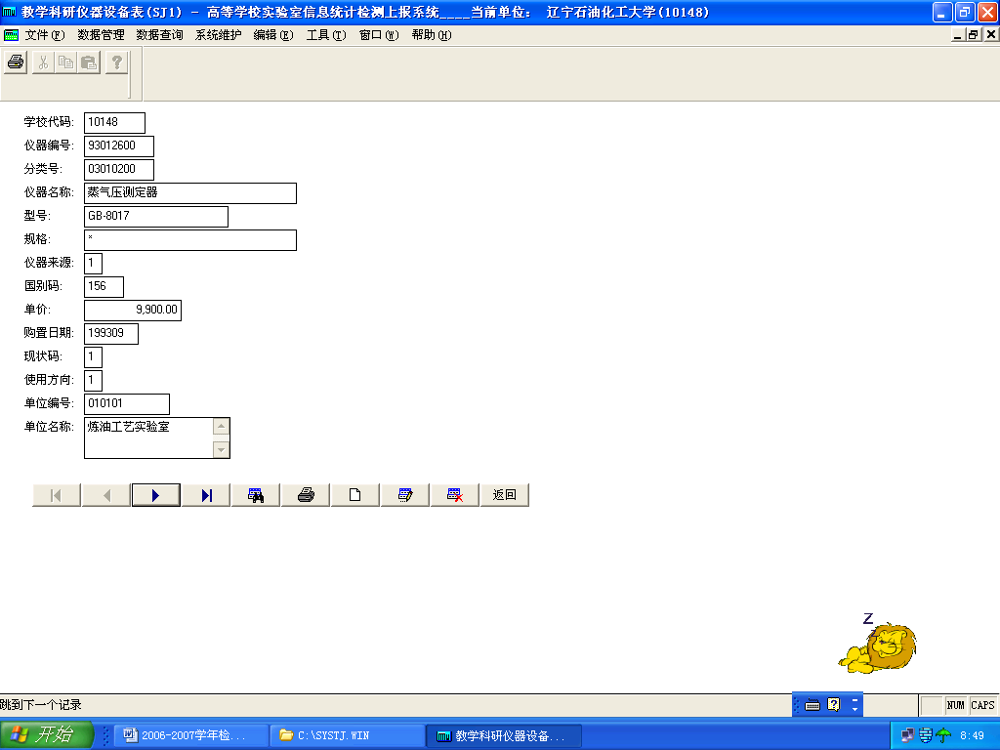 教学科研仪器设备表(SJ1) - 高等学校实验室信息统计检测上报系统____当前单位： 辽宁石油化工大学(10148)
文件(F) 数据管理 数据查询 系统维护 编辑(E) 工具(T) 窗口(W) 帮助(H)
学校代码: 10148
仪器编号: 93012600
分类号: 03010200
仪器名称: 蒸气压测定器
型号: GB-8017
规格: *
仪器来源: 1
国别码: 156
单价: 9,900.00
购置日期: 199309
现状码: 1
使用方向: 1
单位编号: 010101
单位名称: 炼油工艺实验室
返回
Z
跳到下一个记录 NUM CAPS
开始 2006-2007学年检... C:\SYSTJ.WIN 教学科研仪器设备... 8:49